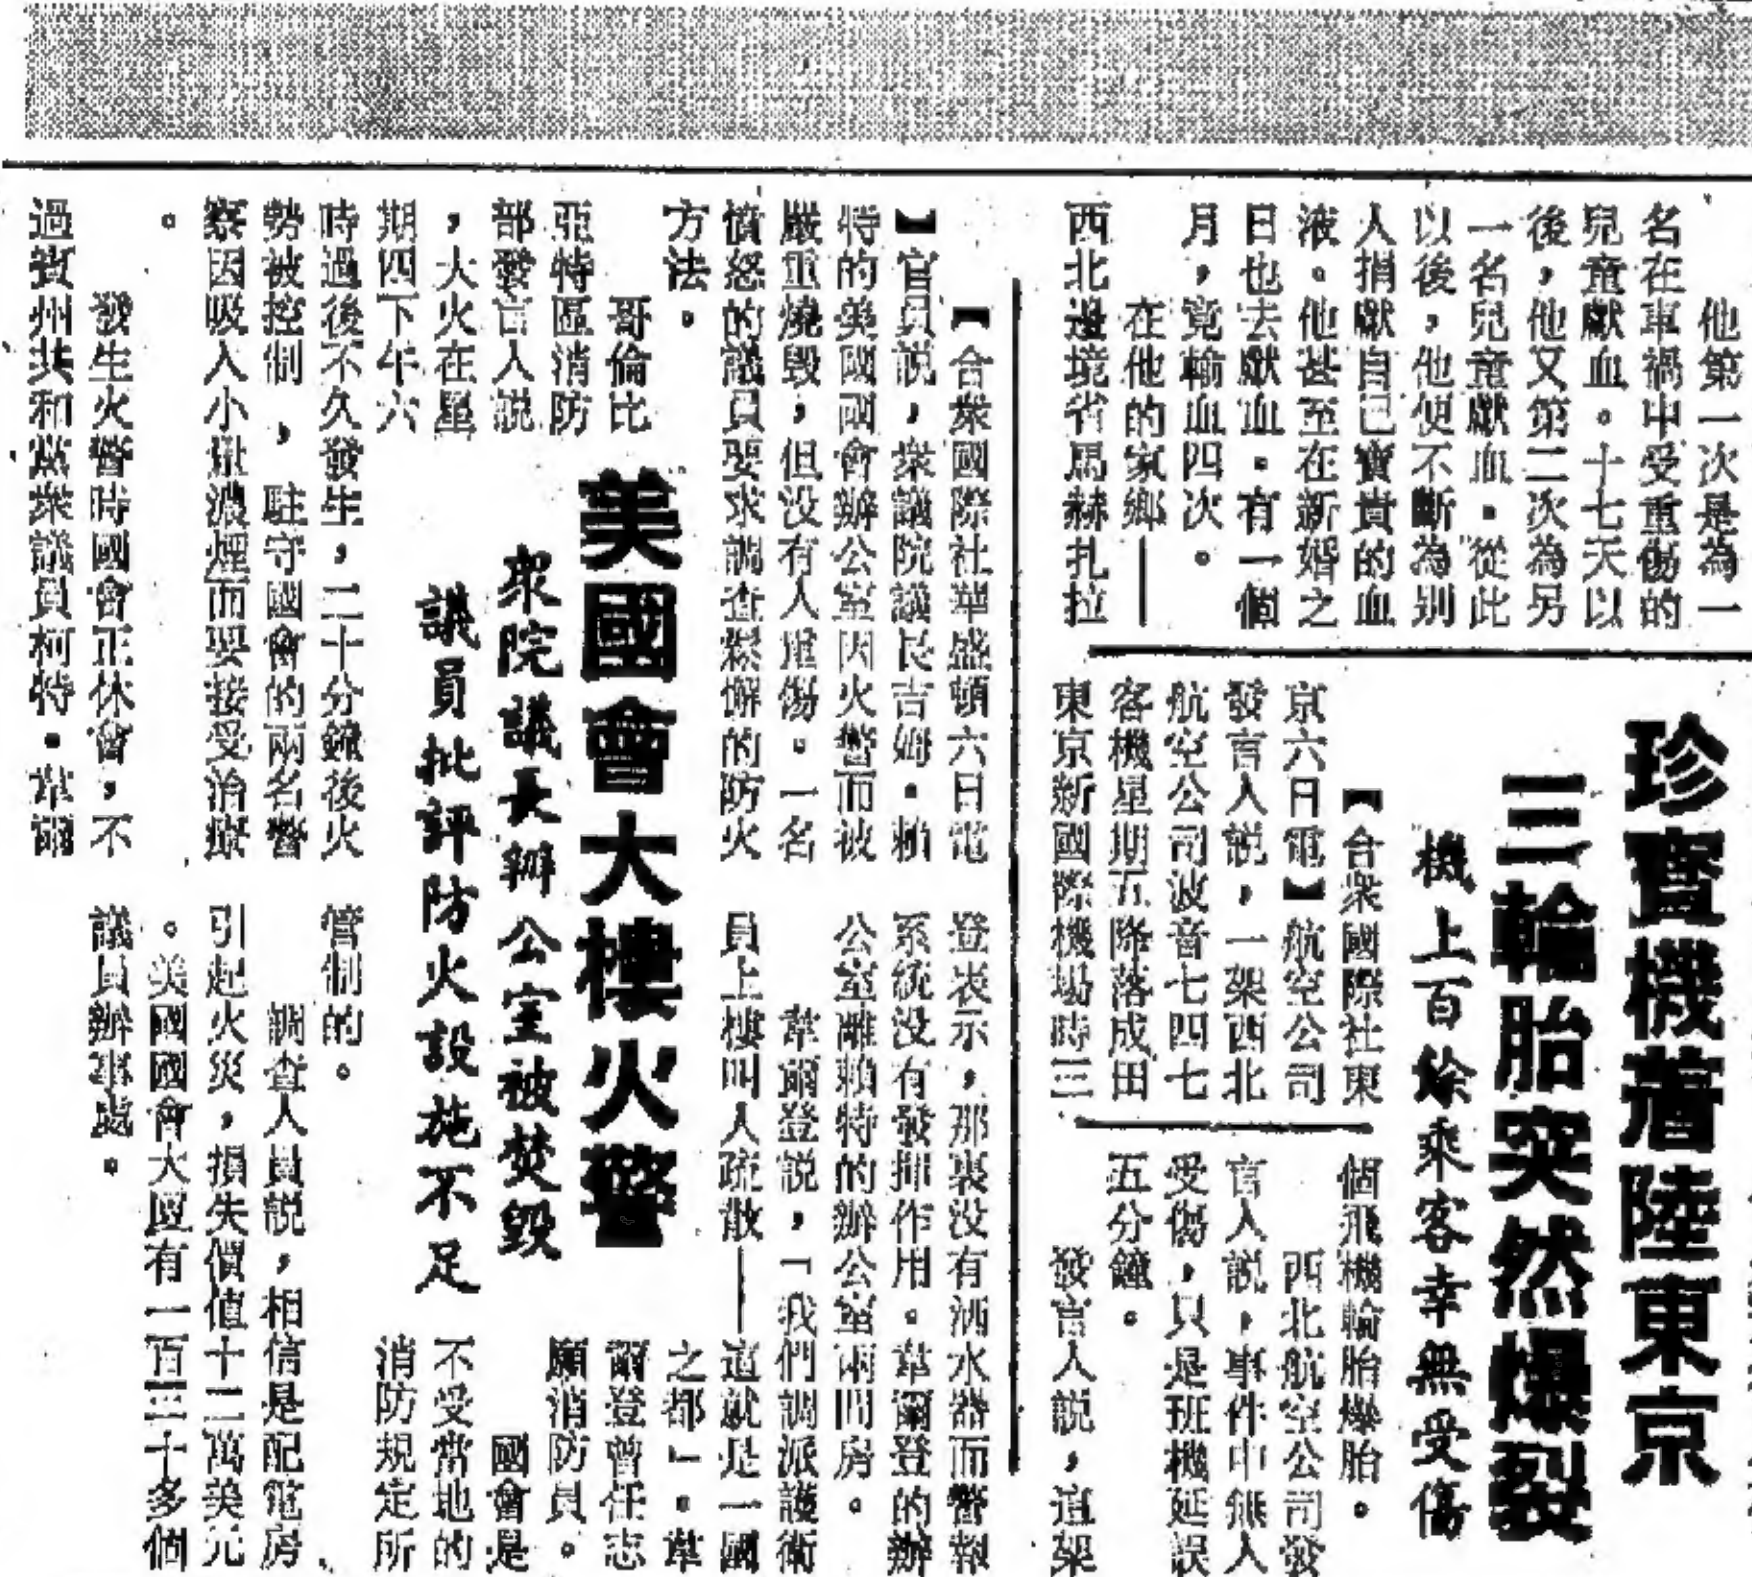 他第一次是為一
名在車禍中受重傷的
兒童獻血。十七天以
後，他又第二次為另
一名兒童獻血。從此
以後，他便不斷為别
人捐獻自己寶貴的血
液。他甚至在新婚之
日也去獻血。有一個
月，竟輸血四次。
在他的家鄉——
西北邊境省馬赫扎拉
珍寶機着陸東京
三輪胎突然爆裂
機上百餘乘客幸無受傷
【合衆國際社東
京六日電】航空公司
發言人説，一架西北
航空公司波音七四七
客機星期五降落成田
東京新國際機場時三
個飛機輪胎爆胎。
西北航空公司發
言人説，事件中無人
受傷，只是班機延誤
五分鐘。
發言人説，這架
美國會大樓火警
衆院議長辦公室被焚毀
議員批評防火設施不足
【合衆國際社華盛頓六日電
】官員説，衆議院議長吉姆·賴
特的美國國會辦公室因火警而被
嚴重燒毀，但没有人重傷。一名
憤怒的議員要求調查鬆懈的防火
方法。
哥倫比
亞特區消防
部發言人説
，大火在星
期四下午六
時過後不久發生，二十分鐘後火
勢被控制，駐守國會的兩名警
察因吸入小量濃煙而要接受治療
。
發生火警時國會正休會，不
過賓州共和黨衆議員柯特·韋爾
登表示，那裏没有洒水器而警報
系統没有發揮作用。韋爾登的辦
公室離賴特的辦公室兩間房。
韋爾登説，「我們調派護衛
員上樓叫人疏散——這就是一國
之都」。韋
爾登曾任志
願消防員。
國會是
不受當地的
消防規定所
管制的。
調查人員説，相信是配電房
引起火災，損失價值十二萬美元
。美國國會大厦有一百三十多個
議員辦事處。